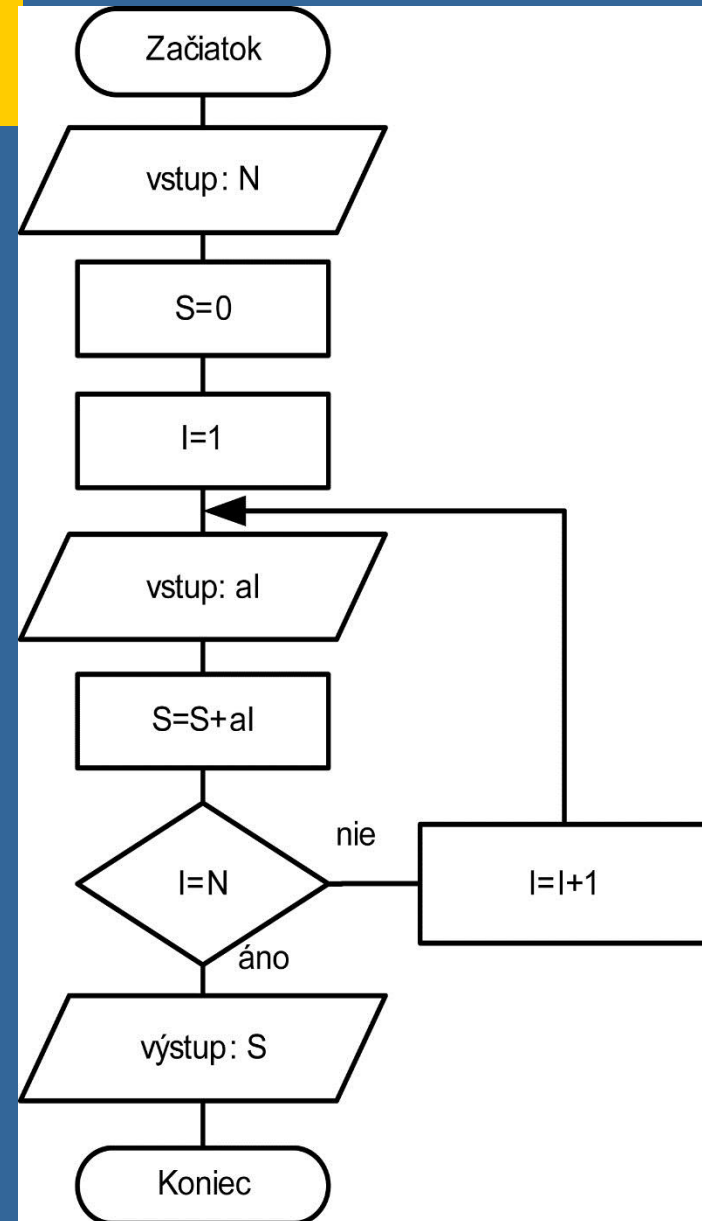 Začiatok
vstup: N
S=0
I=1
vstup: aI
S=S+aI
I=N
nie
I=I+1
áno
výstup: S
Koniec